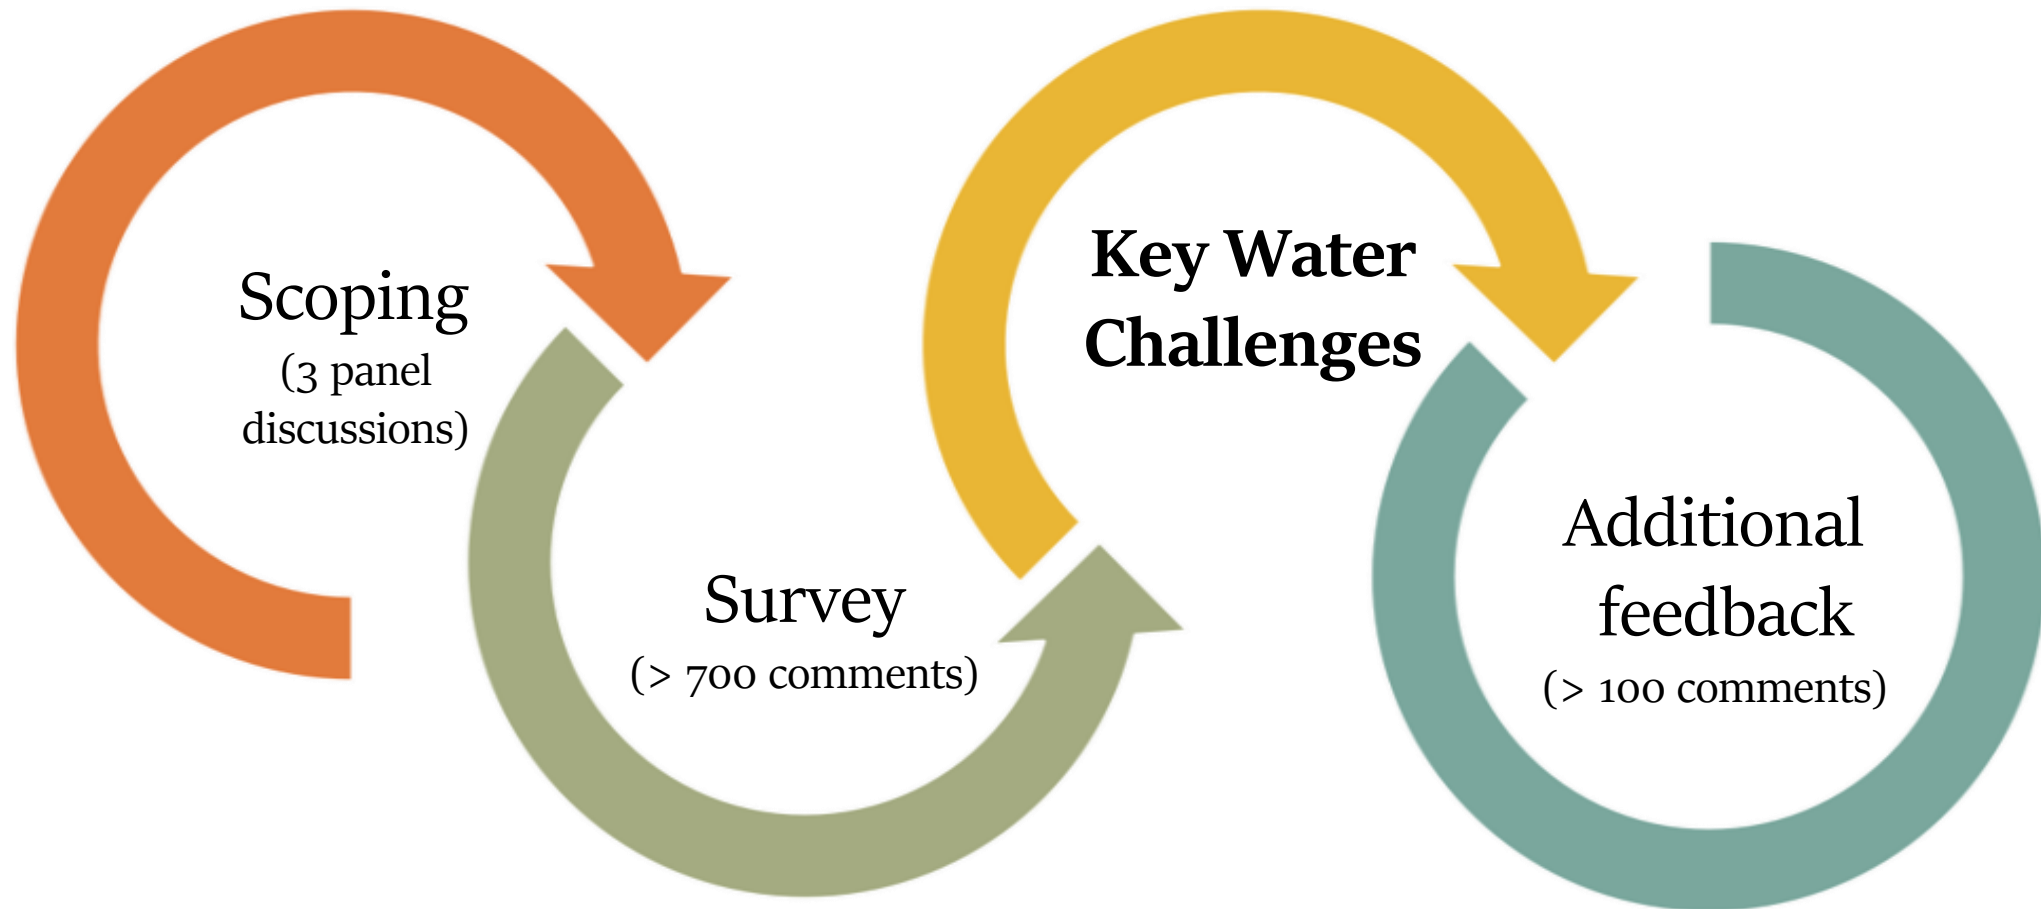 Scoping
(3 panel
discussions)
Survey
(> 700 comments)
Key Water
Challenges
Additional
feedback
(> 100 comments)